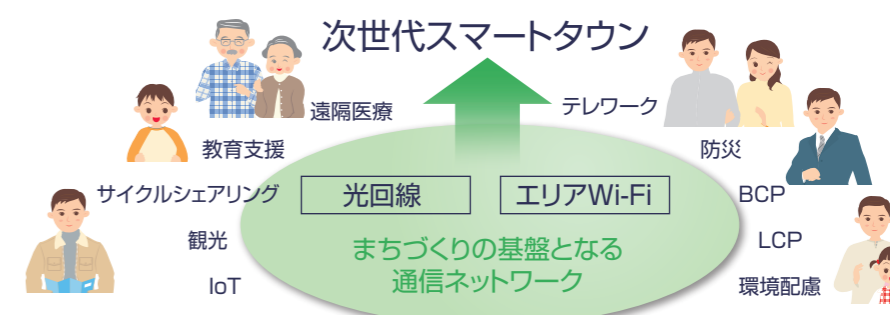 次世代スマートタウン
遠隔医療
テレワーク
教育支援
防災
サイクルシェアリング
光回線
エリアWi-Fi
BCP
観光
まちづくりの基盤となる
通信ネットワーク
LCP
IoT
環境配慮